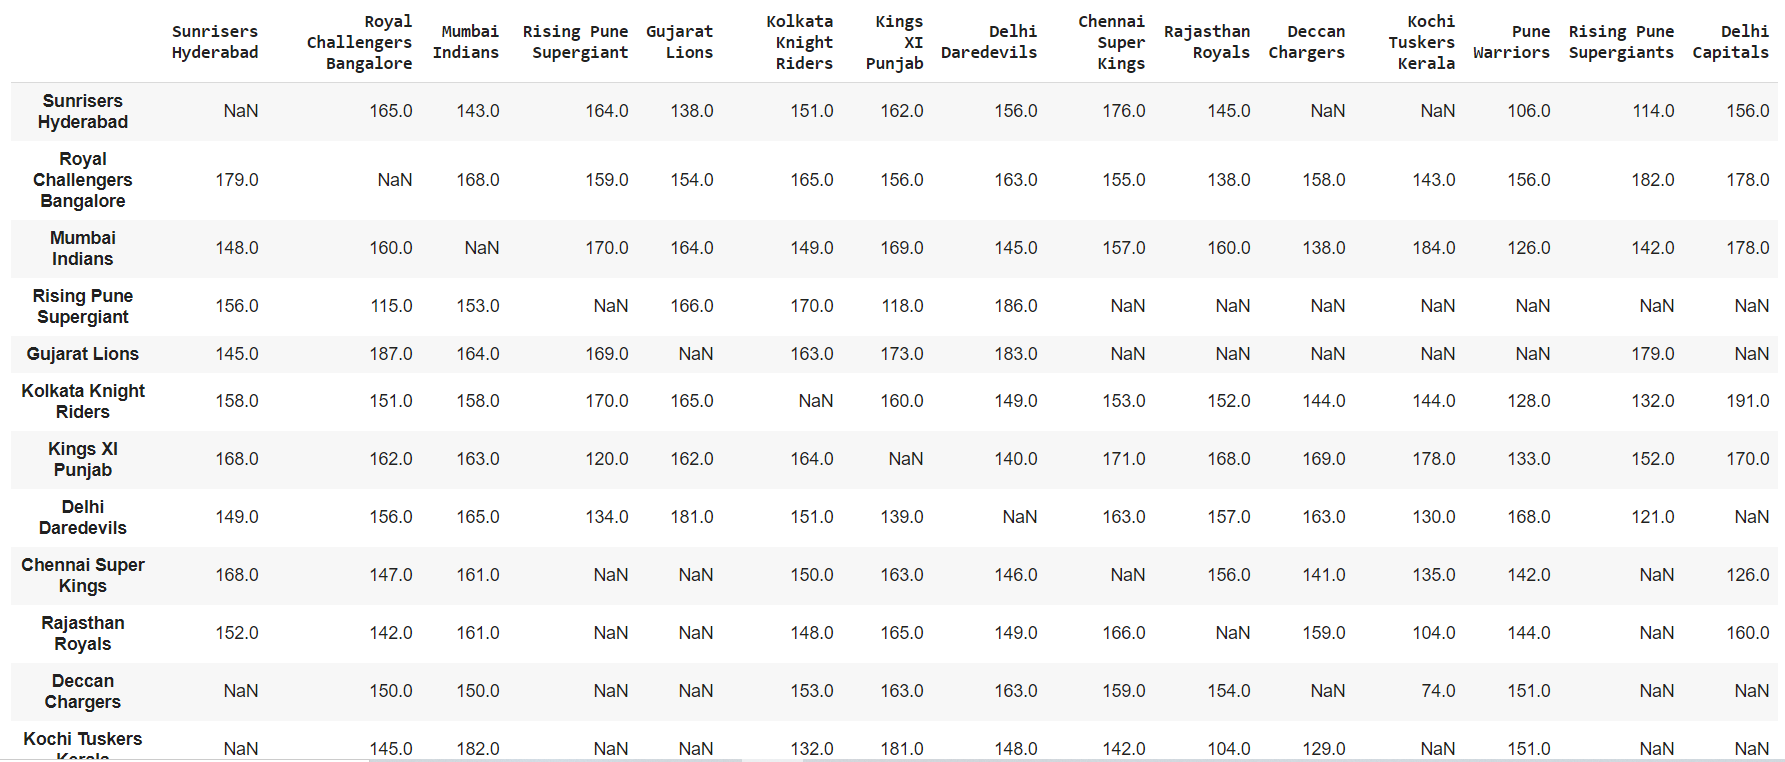 Sunrisers Hyderabad Royal Challengers Bangalore Mumbai Indians Rising Pune Supergiant Gujarat Lions Kolkata Knight Riders Kings XI Punjab Delhi Daredevils Chennai Super Kings Rajasthan Royals Deccan Chargers Kochi Tuskers Kerala Pune Warriors Rising Pune Supergiants Delhi Capitals
Sunrisers Hyderabad NaN 165.0 143.0 164.0 138.0 151.0 162.0 156.0 176.0 145.0 NaN NaN 106.0 114.0 156.0
Royal Challengers Bangalore 179.0 NaN 168.0 159.0 154.0 165.0 156.0 163.0 155.0 138.0 158.0 143.0 156.0 182.0 178.0
Mumbai Indians 148.0 160.0 NaN 170.0 164.0 149.0 169.0 145.0 157.0 160.0 138.0 184.0 126.0 142.0 178.0
Rising Pune Supergiant 156.0 115.0 153.0 NaN 166.0 170.0 118.0 186.0 NaN NaN NaN NaN NaN NaN NaN
Gujarat Lions 145.0 187.0 164.0 169.0 NaN 163.0 173.0 183.0 NaN NaN NaN NaN NaN 179.0 NaN
Kolkata Knight Riders 158.0 151.0 158.0 170.0 165.0 NaN 160.0 149.0 153.0 152.0 144.0 144.0 128.0 132.0 191.0
Kings XI Punjab 168.0 162.0 163.0 120.0 162.0 164.0 NaN 140.0 171.0 168.0 169.0 178.0 133.0 152.0 170.0
Delhi Daredevils 149.0 156.0 165.0 134.0 181.0 151.0 139.0 NaN 163.0 157.0 163.0 130.0 168.0 121.0 NaN
Chennai Super Kings 168.0 147.0 161.0 NaN NaN 150.0 163.0 146.0 NaN 156.0 141.0 135.0 142.0 NaN 126.0
Rajasthan Royals 152.0 142.0 161.0 NaN NaN 148.0 165.0 149.0 166.0 NaN 159.0 104.0 144.0 NaN 160.0
Deccan Chargers NaN 150.0 150.0 NaN NaN 153.0 163.0 163.0 159.0 154.0 NaN 74.0 151.0 NaN NaN
Kochi Tuskers Kerala NaN 145.0 182.0 NaN NaN 132.0 181.0 148.0 142.0 104.0 129.0 NaN 151.0 NaN NaN